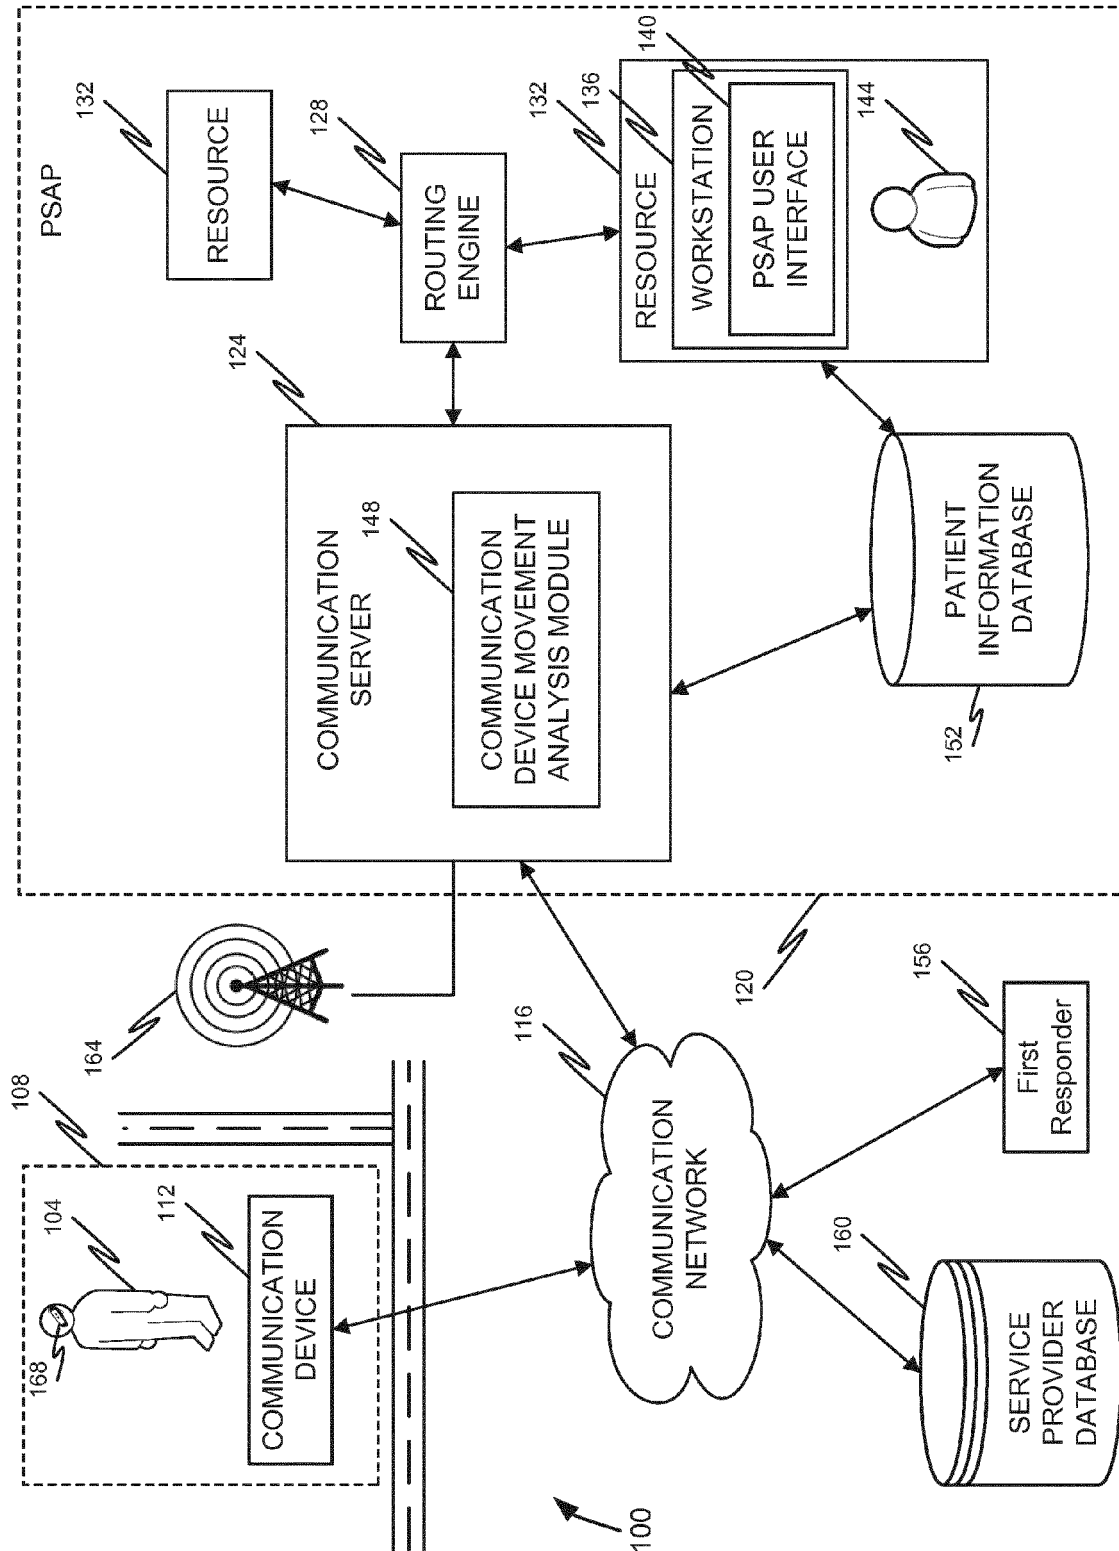 108
104
168
112
COMMUNICATION
DEVICE
164
PSAP
124
COMMUNICATION
SERVER
148
COMMUNICATION
DEVICE MOVEMENT
ANALYSIS MODULE
132
RESOURCE
128
ROUTING
ENGINE
140
136
132
RESOURCE
WORKSTATION
PSAP USER
INTERFACE
144
116
COMMUNICATION
NETWORK
120
152
PATIENT
INFORMATION
DATABASE
156
First
Responder
160
SERVICE
PROVIDER
DATABASE
100